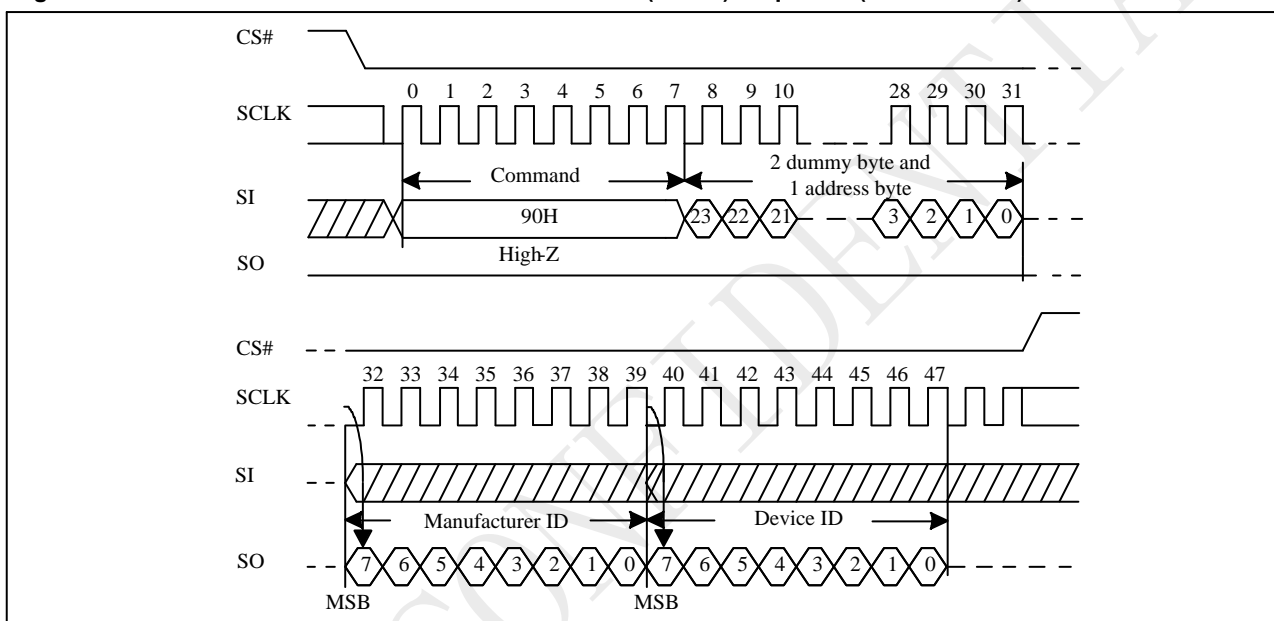 CS#
0 1 2 3 4 5 6 7 8 9 10 28 29 30 31
SCLK
Command
2 dummy byte and
1 address byte
SI
90H
23 22 21 3 2 1 0
High-Z
SO
CS#
32 33 34 35 36 37 38 39 40 41 42 43 44 45 46 47
SCLK
SI
Manufacturer ID
Device ID
SO
7 6 5 4 3 2 1 0 7 6 5 4 3 2 1 0
MSB MSB